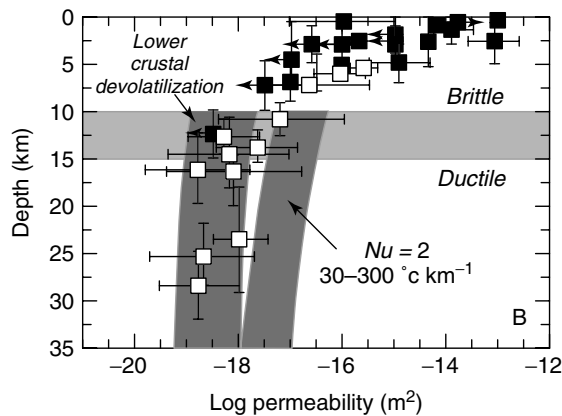 0
5
10
15
20
25
30
35
Depth (km)
Lower
crustal
devolatilization
Brittle
Ductile
Nu = 2
30–300 °c km−1
B
−20
−18
−16
−14
−12
Log permeability (m2)